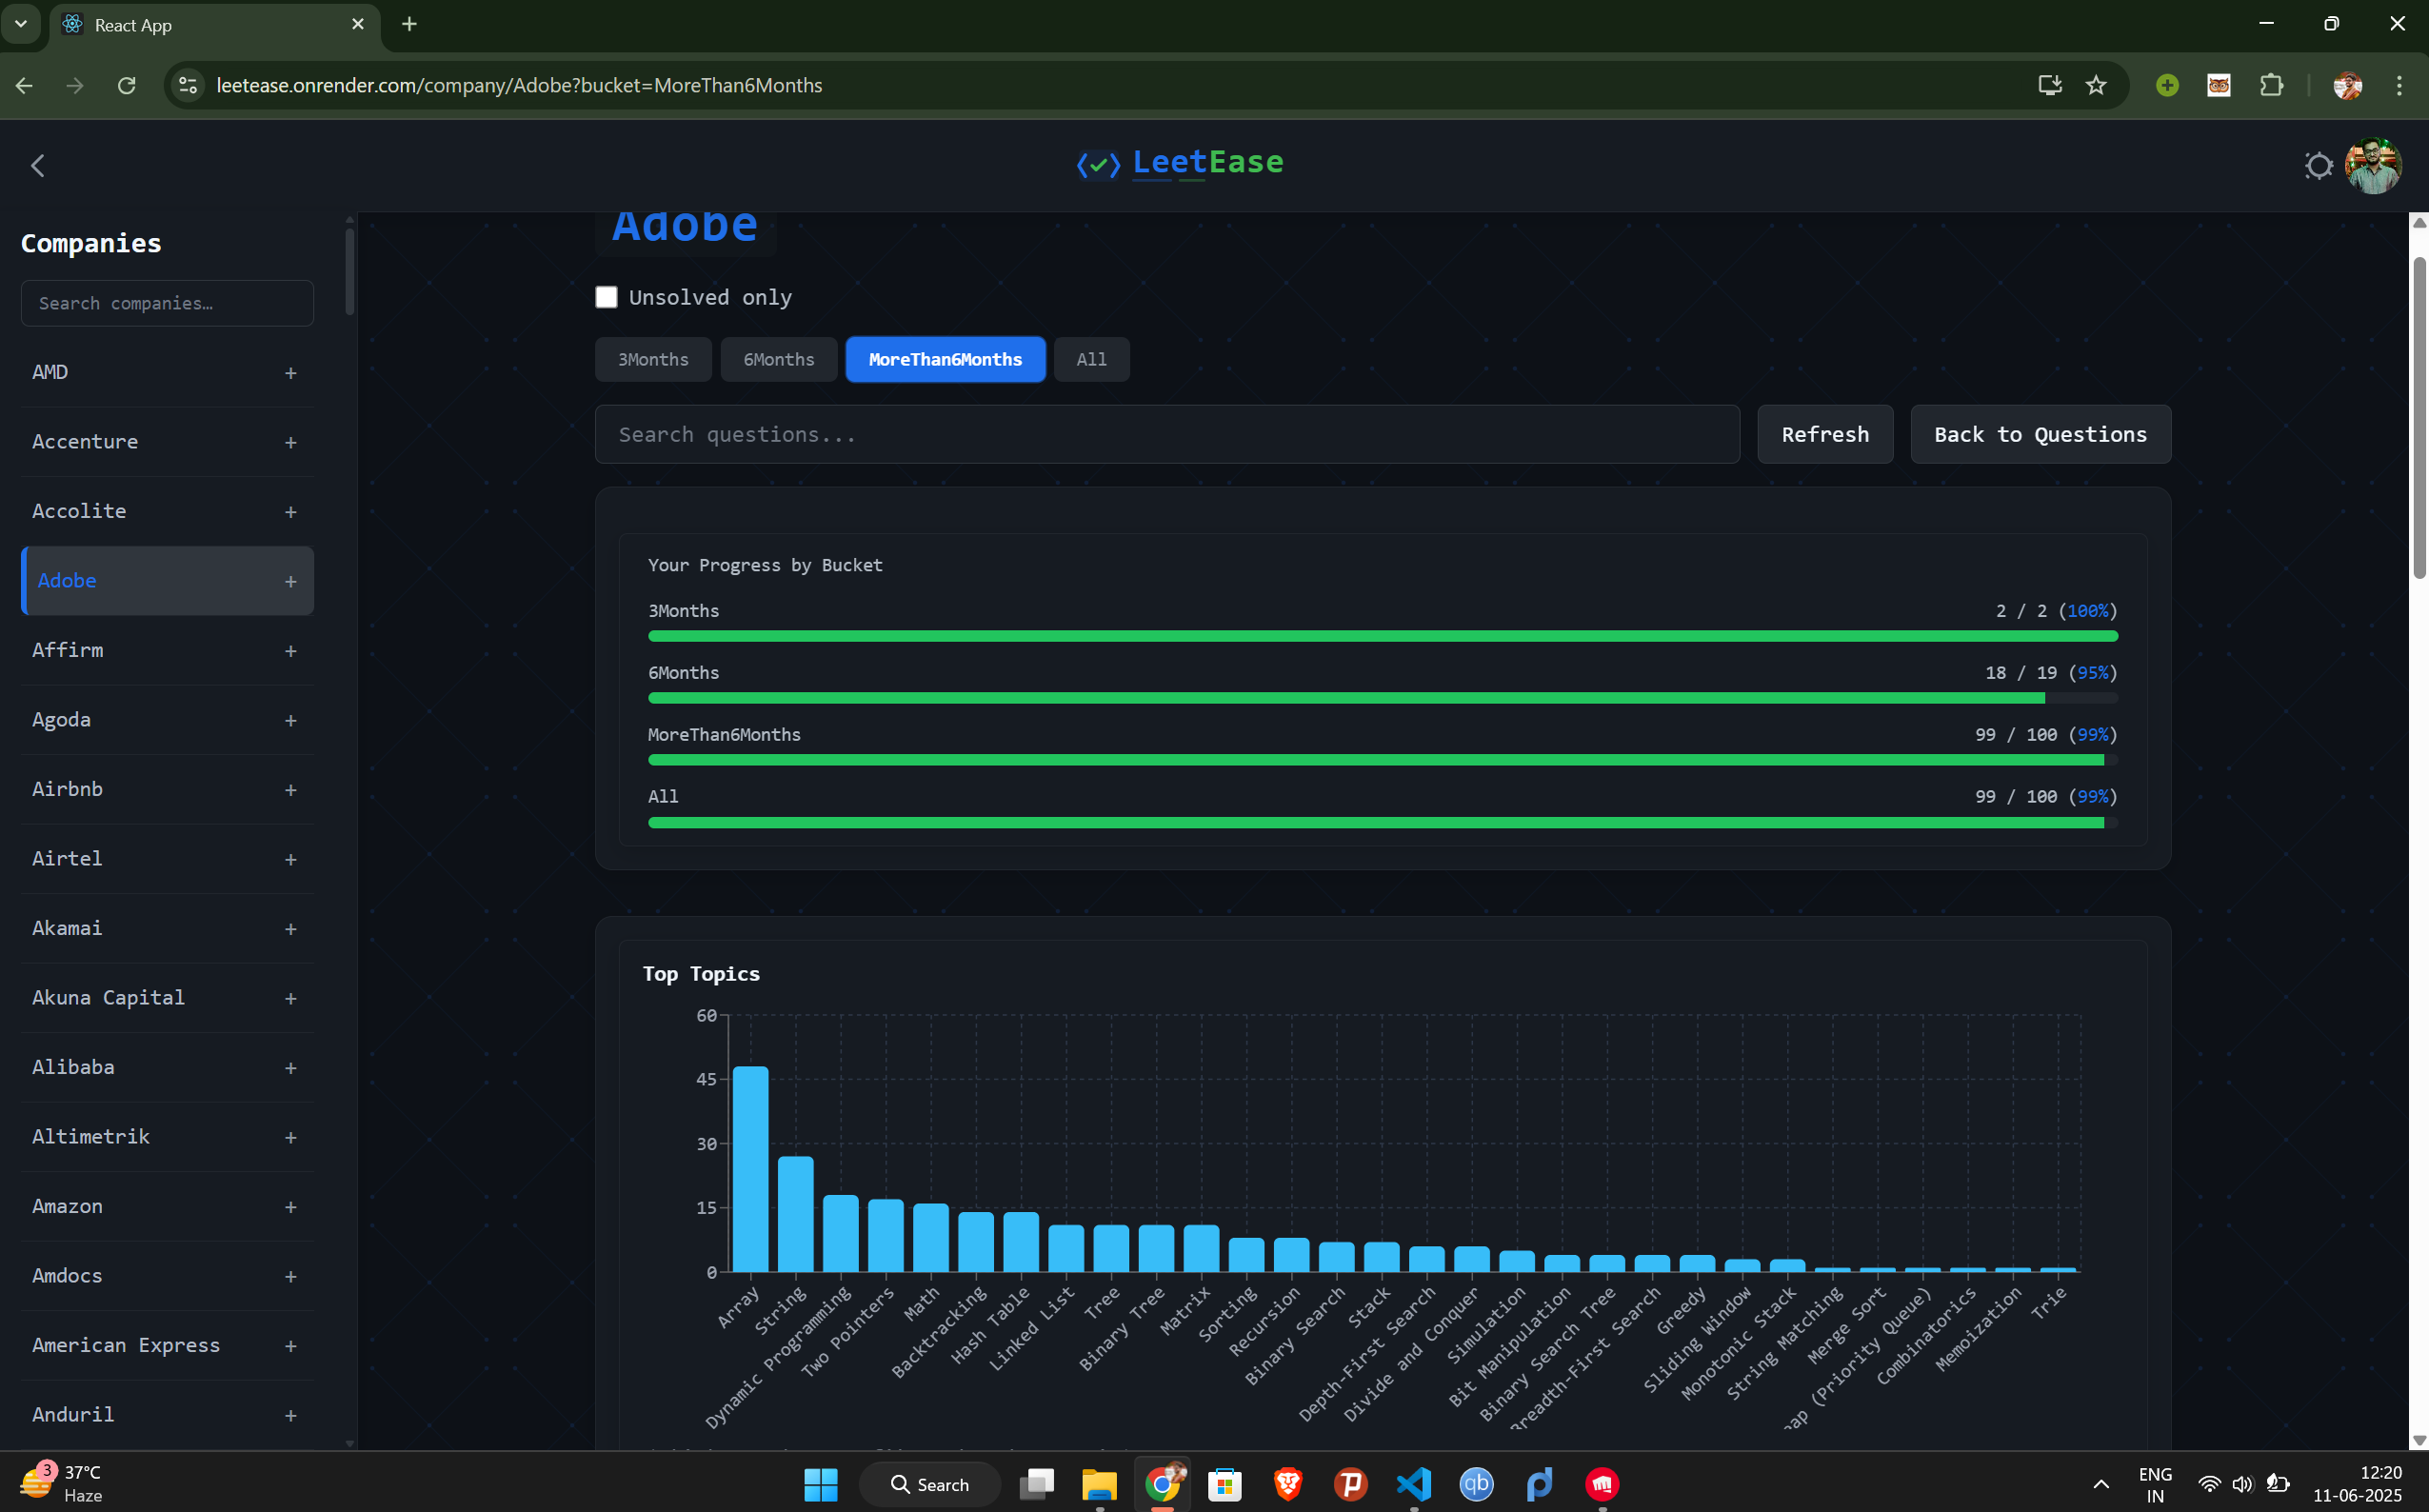 React App
leetease.onrender.com/company/Adobe?bucket=MoreThan6Months
LeetEase
Companies
Search companies…
AMD +
Accenture +
Accolite +
Adobe +
Affirm +
Agoda +
Airbnb +
Airtel +
Akamai +
Akuna Capital +
Alibaba +
Altimetrik +
Amazon +
Amdocs +
American Express +
Anduril +
Adobe
Unsolved only
3Months 6Months MoreThan6Months All
Search questions... Refresh Back to Questions
Your Progress by Bucket
3Months 2 / 2 (100%)
6Months 18 / 19 (95%)
MoreThan6Months 99 / 100 (99%)
All 99 / 100 (99%)
Top Topics
60
45
30
15
0
Array
String
Dynamic Programming
Two Pointers
Math
Backtracking
Hash Table
Linked List
Tree
Binary Tree
Matrix
Sorting
Recursion
Binary Search
Stack
Depth-First Search
Divide and Conquer
Simulation
Bit Manipulation
Binary Search Tree
Breadth-First Search
Greedy
Sliding Window
Monotonic Stack
String Matching
Merge Sort
eap (Priority Queue)
Combinatorics
Memoization
Trie
3
37°C
Haze
Search
qb
ENG
IN
12:20
11-06-2025